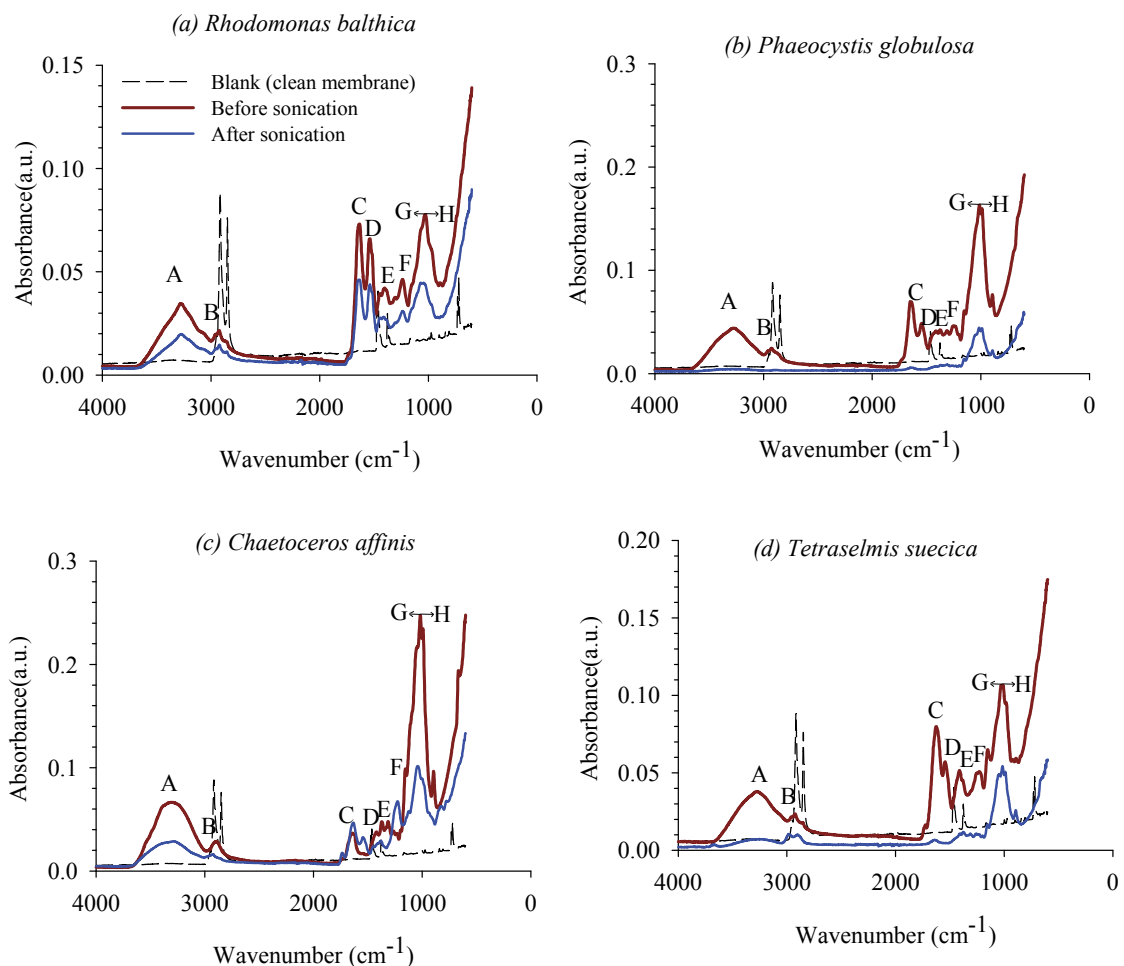 (a) Rhodomonas balthica
0.15
0.10
0.05
0.00
Absorbance(a.u.)
Blank (clean membrane)
Before sonication
After sonication
A
B
C
D
E
F
G↔H
4000 3000 2000 1000 0
Wavenumber (cm-1)
(b) Phaeocystis globulosa
0.3
0.2
0.1
0.0
Absorbance(a.u.)
A
B
C
D
E
F
G↔H
4000 3000 2000 1000 0
Wavenumber (cm-1)
(c) Chaetoceros affinis
0.3
0.2
0.1
0.0
Absorbance(a.u.)
A
B
C
D
E
F
G↔H
4000 3000 2000 1000 0
Wavenumber (cm-1)
(d) Tetraselmis suecica
0.20
0.15
0.10
0.05
0.00
Absorbance(a.u.)
A
B
C
D
E
F
G↔H
4000 3000 2000 1000 0
Wavenumber (cm-1)